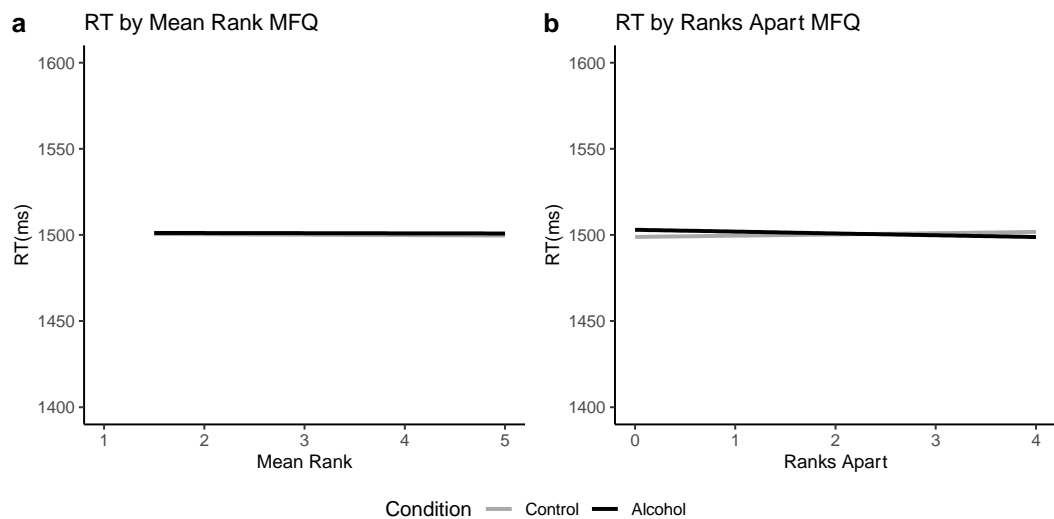 a RT by Mean Rank MFQ
RT(ms)
1600
1550
1500
1450
1400
1 2 3 4 5
Mean Rank
b RT by Ranks Apart MFQ
RT(ms)
1600
1550
1500
1450
1400
0 1 2 3 4
Ranks Apart
Condition Control Alcohol